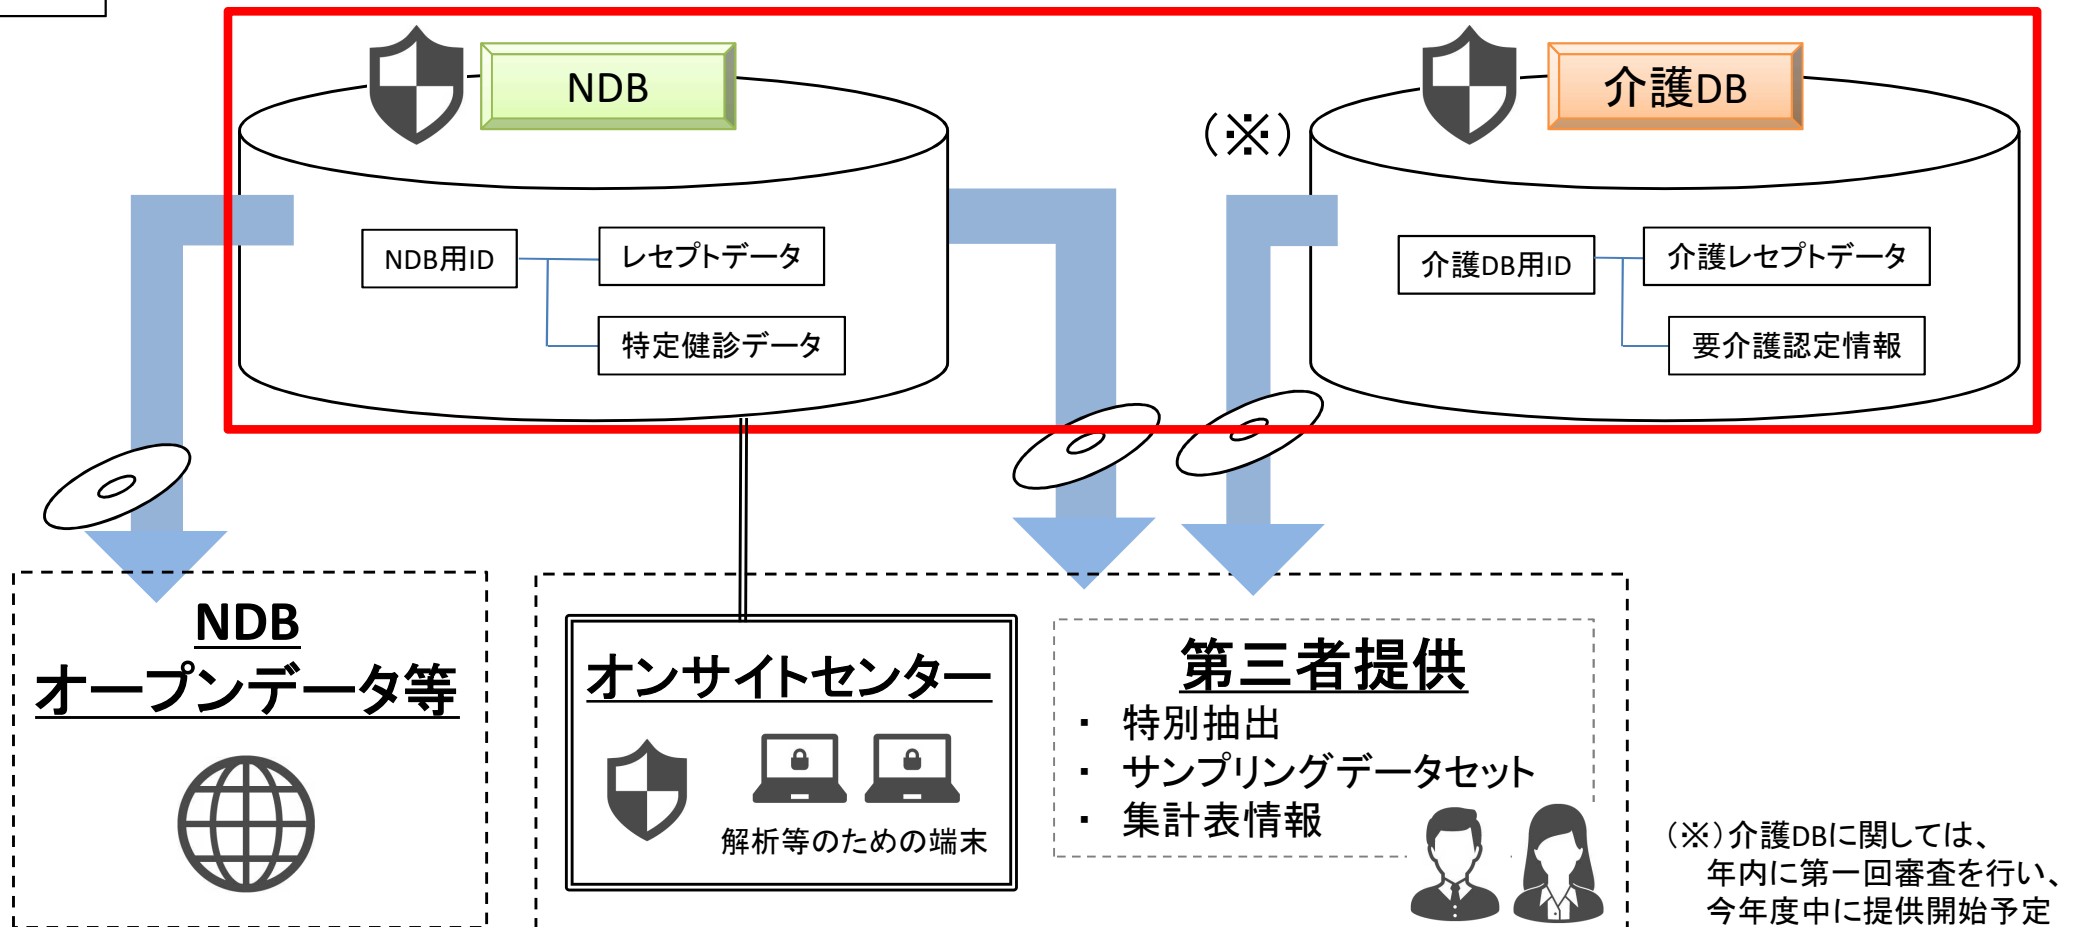 NDB
介護DB
(※)
NDB用ID
レセプトデータ
特定健診データ
介護DB用ID
介護レセプトデータ
要介護認定情報
NDB
オープンデータ等
オンサイトセンター
解析等のための端末
第三者提供
・ 特別抽出
・ サンプリングデータセット
・ 集計表情報
(※)介護DBに関しては、
年内に第一回審査を行い、
今年度中に提供開始予定